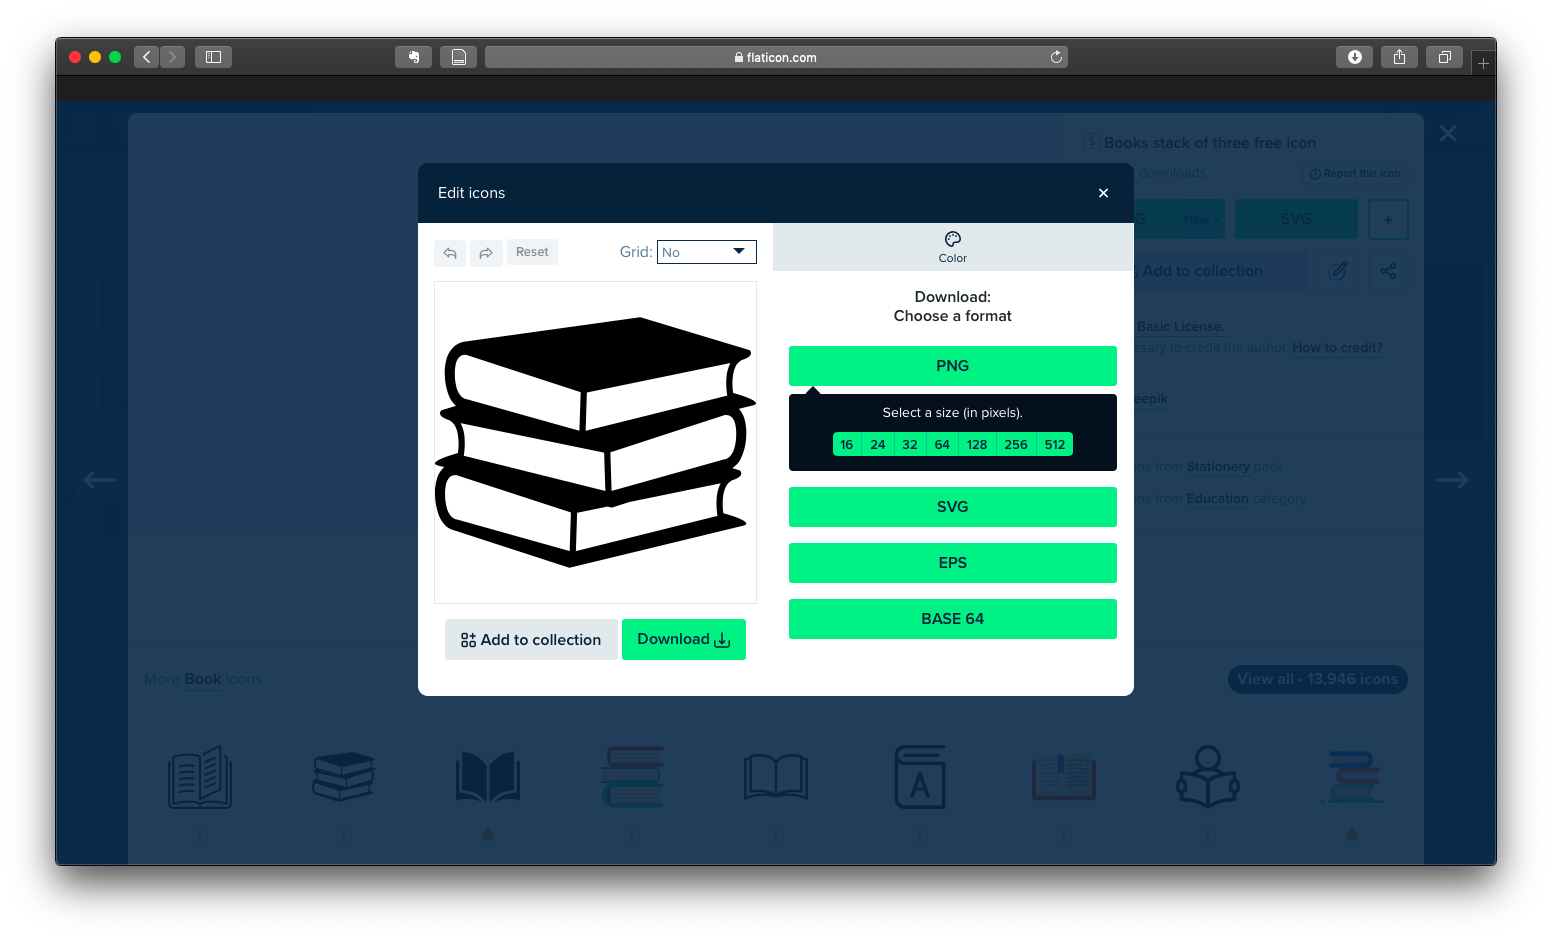 flaticon.com
S Books stack of three free icon
downloads
Report this icon
Edit icons
G 512px SVG +
Reset Grid: No
Color
Add to collection
Download:
Choose a format
Basic License.
ssary to credit the author. How to credit?
PNG
eepik
Select a size (in pixels).
16 24 32 64 128 256 512
ns from Stationery pack
ns from Education category
SVG
EPS
BASE 64
Add to collection Download
More Book icons
View all - 13,946 icons
A